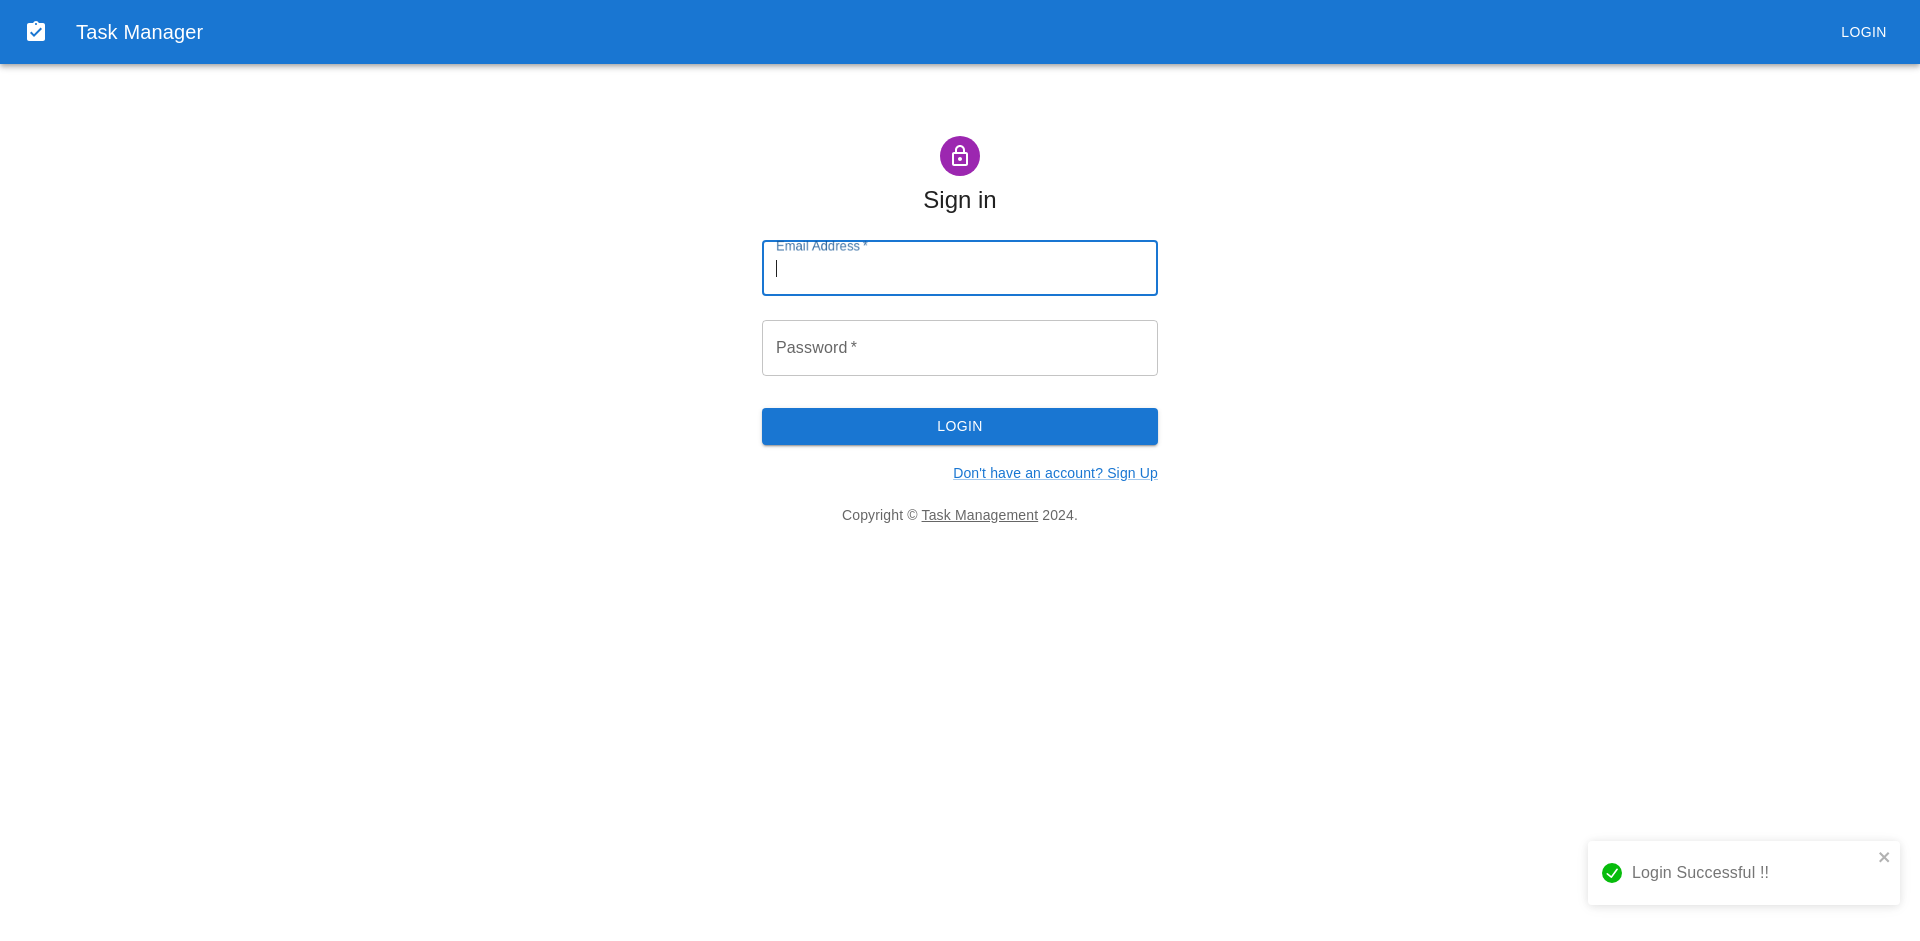 Task Manager
LOGIN
Sign in
Email Address *
Password *
LOGIN
Don't have an account? Sign Up
Copyright © Task Management 2024.
Login Successful !!